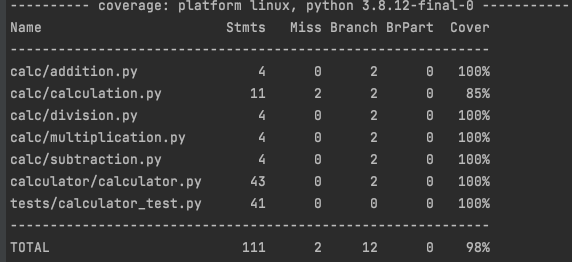 ---------- coverage: platform linux, python 3.8.12-final-0 -----------
Name                      Stmts   Miss Branch BrPart  Cover
-----------------------------------------------------------
calc/addition.py              4      0      2      0   100%
calc/calculation.py          11      2      2      0    85%
calc/division.py              4      0      2      0   100%
calc/multiplication.py        4      0      2      0   100%
calc/subtraction.py           4      0      2      0   100%
calculator/calculator.py     43      0      2      0   100%
tests/calculator_test.py     41      0      0      0   100%
-----------------------------------------------------------
TOTAL                       111      2     12      0    98%